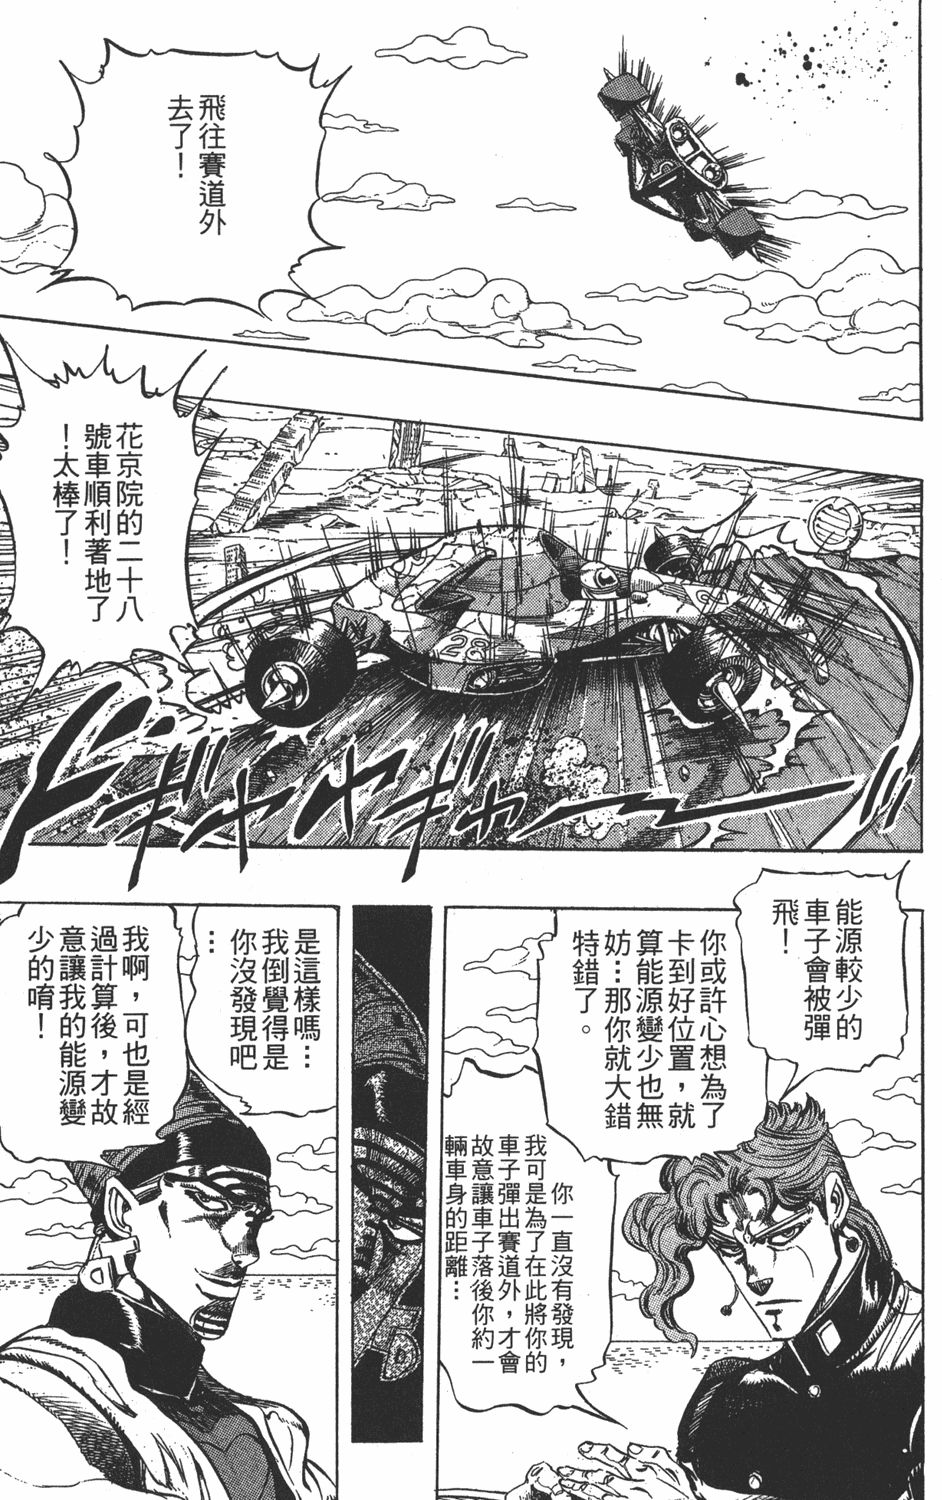 飛往賽道外
去了！
花京院的二十八
號車順利著地了
！太棒了！
28
ドギャギャーーッ
能源較少的
車子會被彈
飛！
你或許心想為了
卡到好位置，就
算能源變少也無
妨…那你就大錯
特錯了。
你一直沒有發現，
我可是為了在此將你的
車子彈出賽道外，才會
故意讓車子落後你約一
輛車身的距離…
是這樣嗎…
我倒覺得是
你沒發現吧
…
我啊，可也是經
過計算後，才故
意讓我的能源變
少的唷！